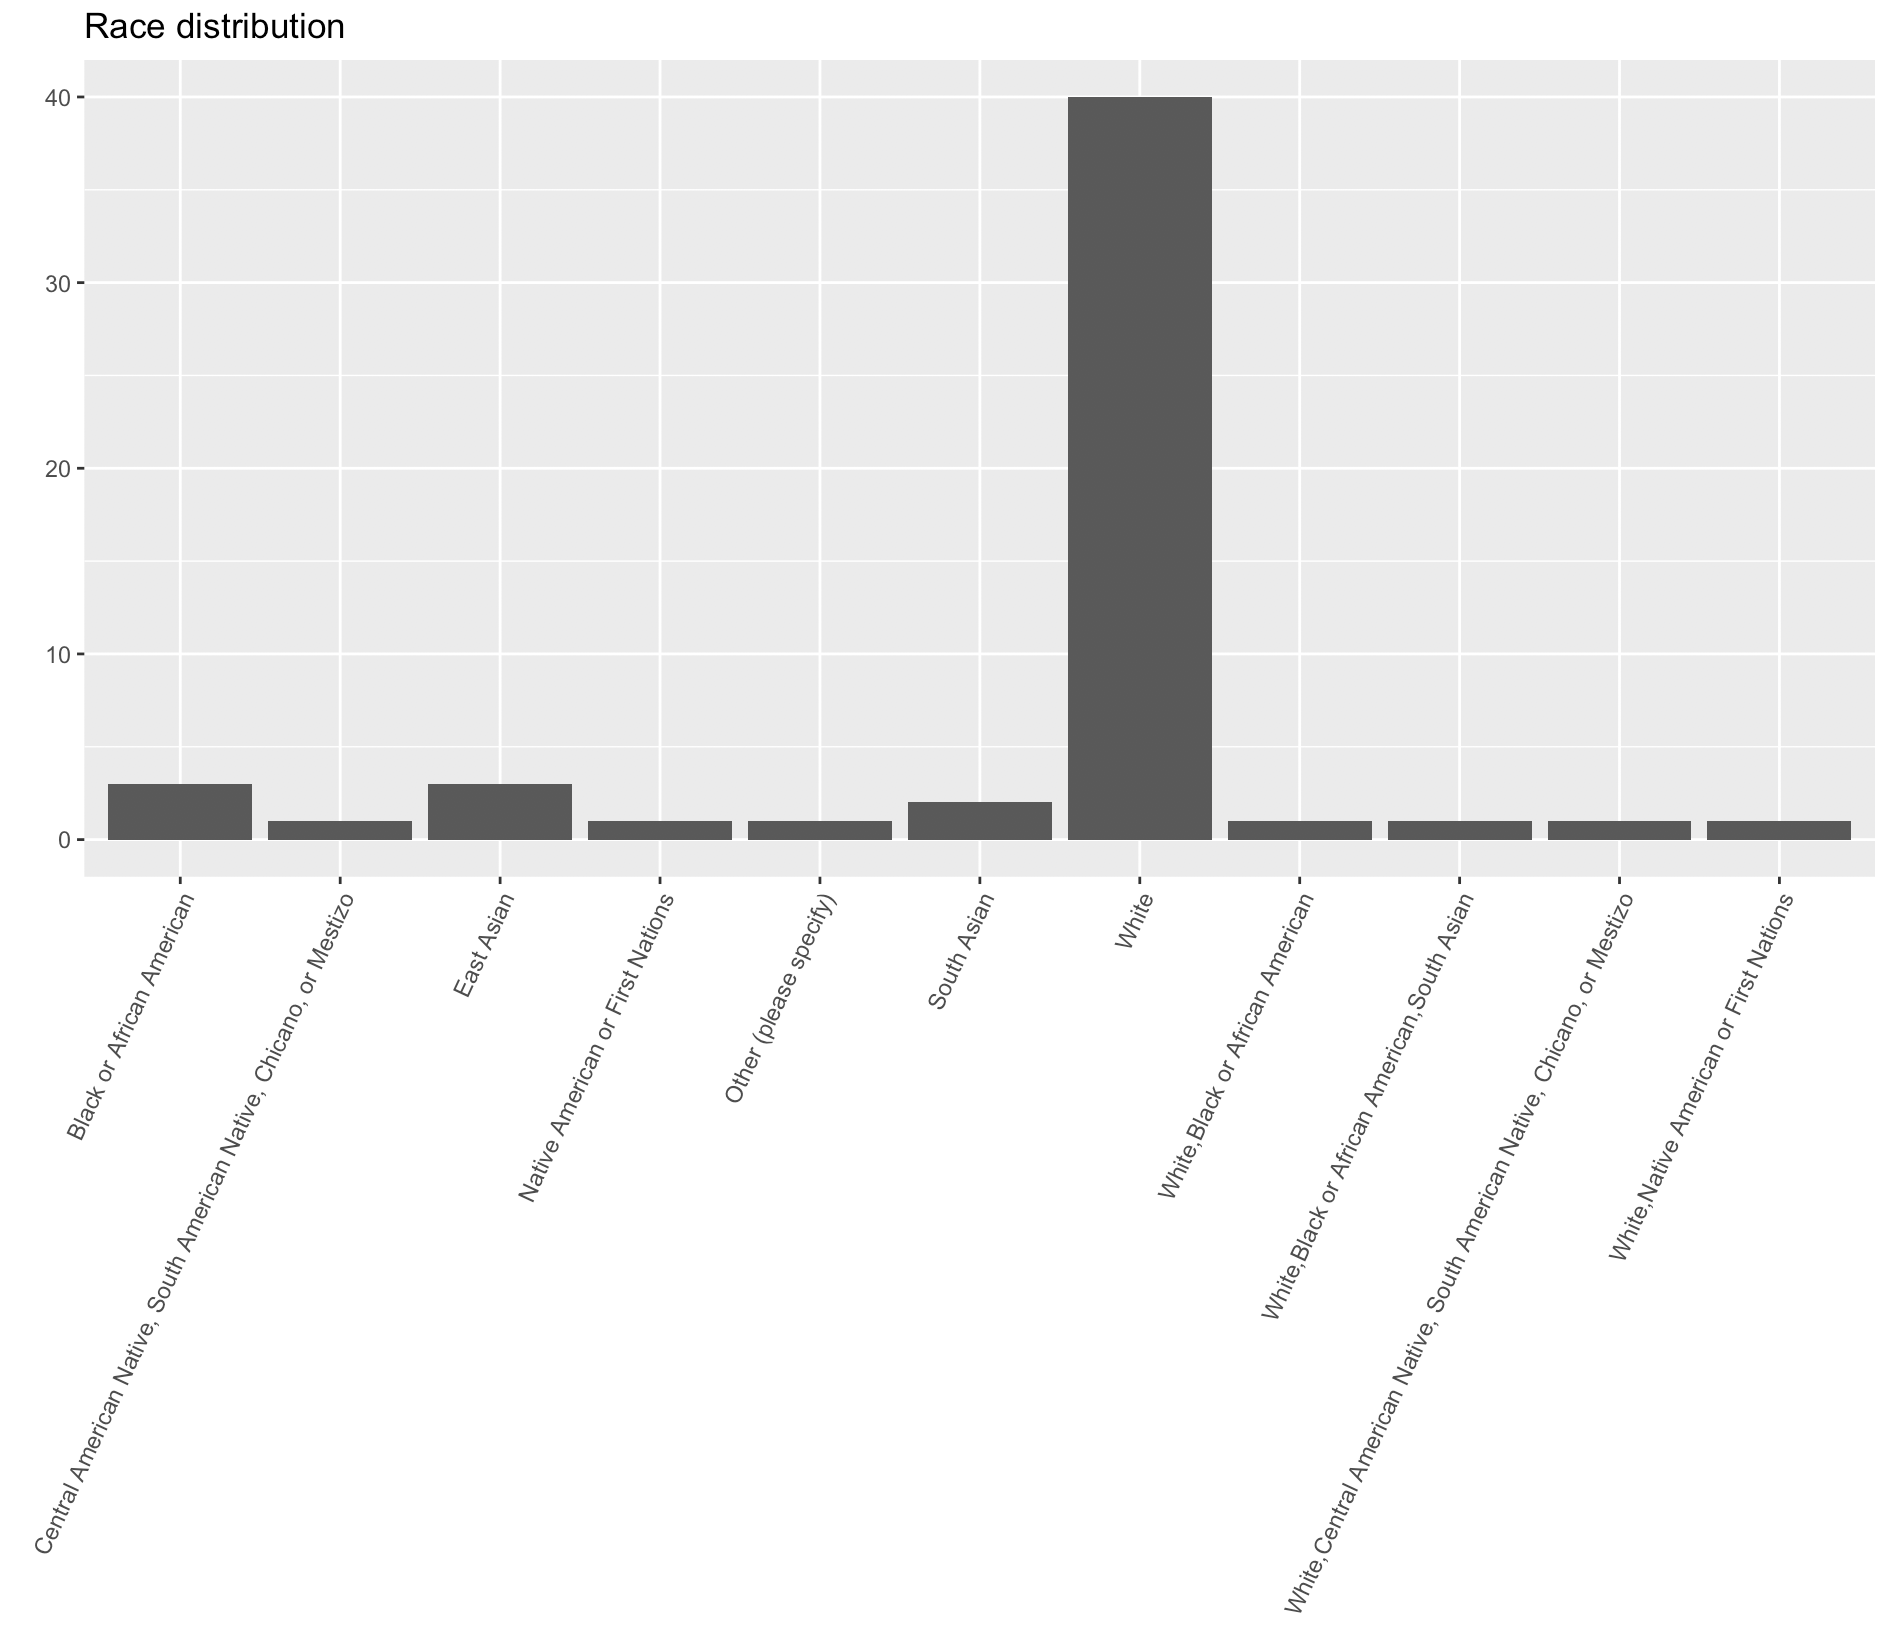 Race distribution
40
30
20
10
0
Black or African American
Central American Native, South American Native, Chicano, or Mestizo
East Asian
Native American or First Nations
Other (please specify)
South Asian
White
White,Black or African American
White,Black or African American,South Asian
White,Central American Native, South American Native, Chicano, or Mestizo
White,Native American or First Nations